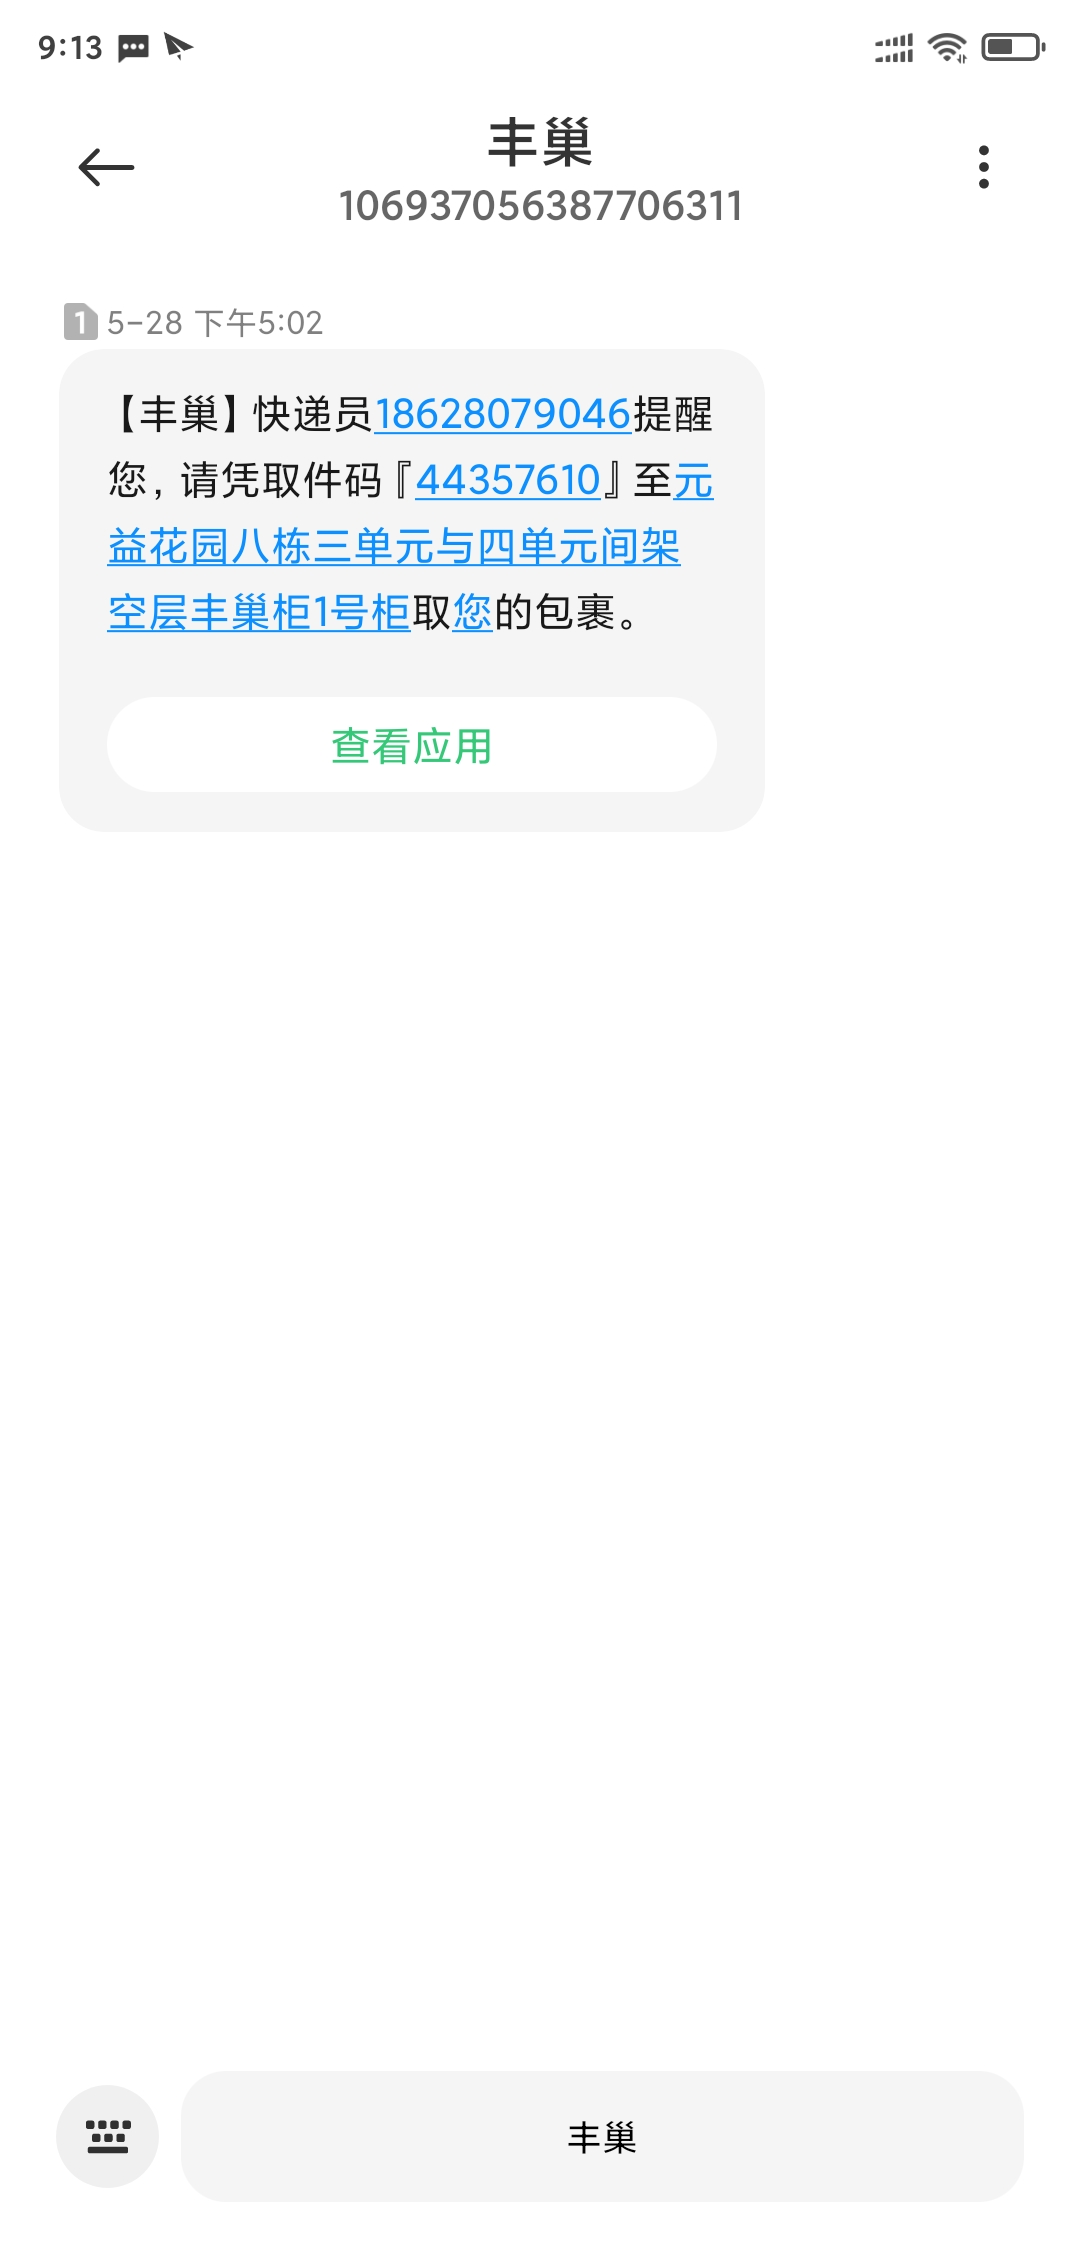 9:13
丰巢
106937056387706311
1 5-28 下午5:02
【丰巢】快递员18628079046提醒
您，请凭取件码『44357610』至元
益花园八栋三单元与四单元间架
空层丰巢柜1号柜取您的包裹。
查看应用
丰巢